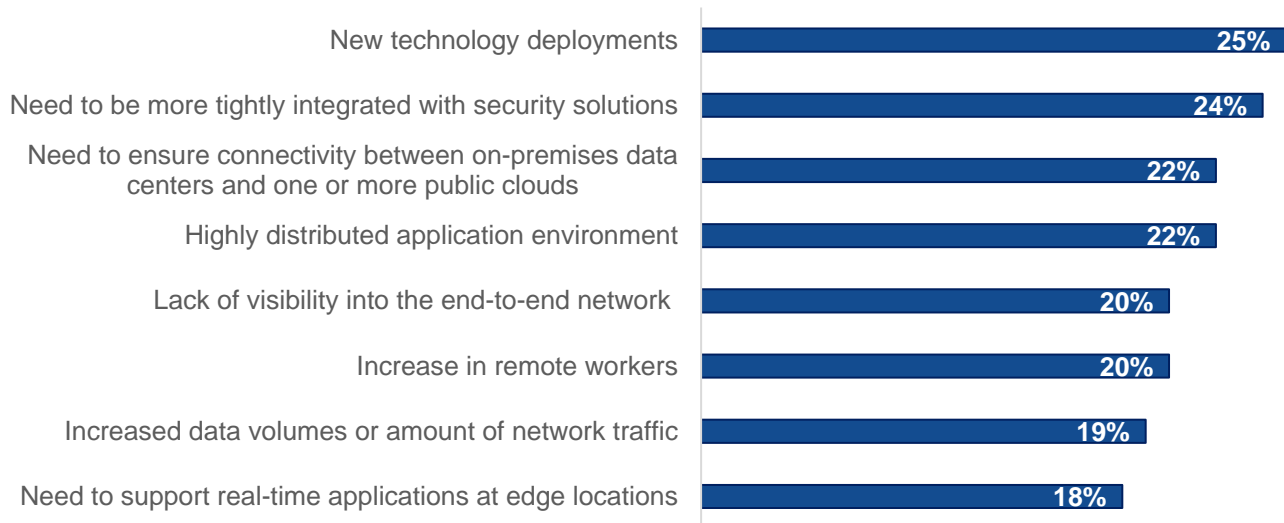 New technology deployments 25%
Need to be more tightly integrated with security solutions 24%
Need to ensure connectivity between on-premises data
centers and one or more public clouds 22%
Highly distributed application environment 22%
Lack of visibility into the end-to-end network 20%
Increase in remote workers 20%
Increased data volumes or amount of network traffic 19%
Need to support real-time applications at edge locations 18%